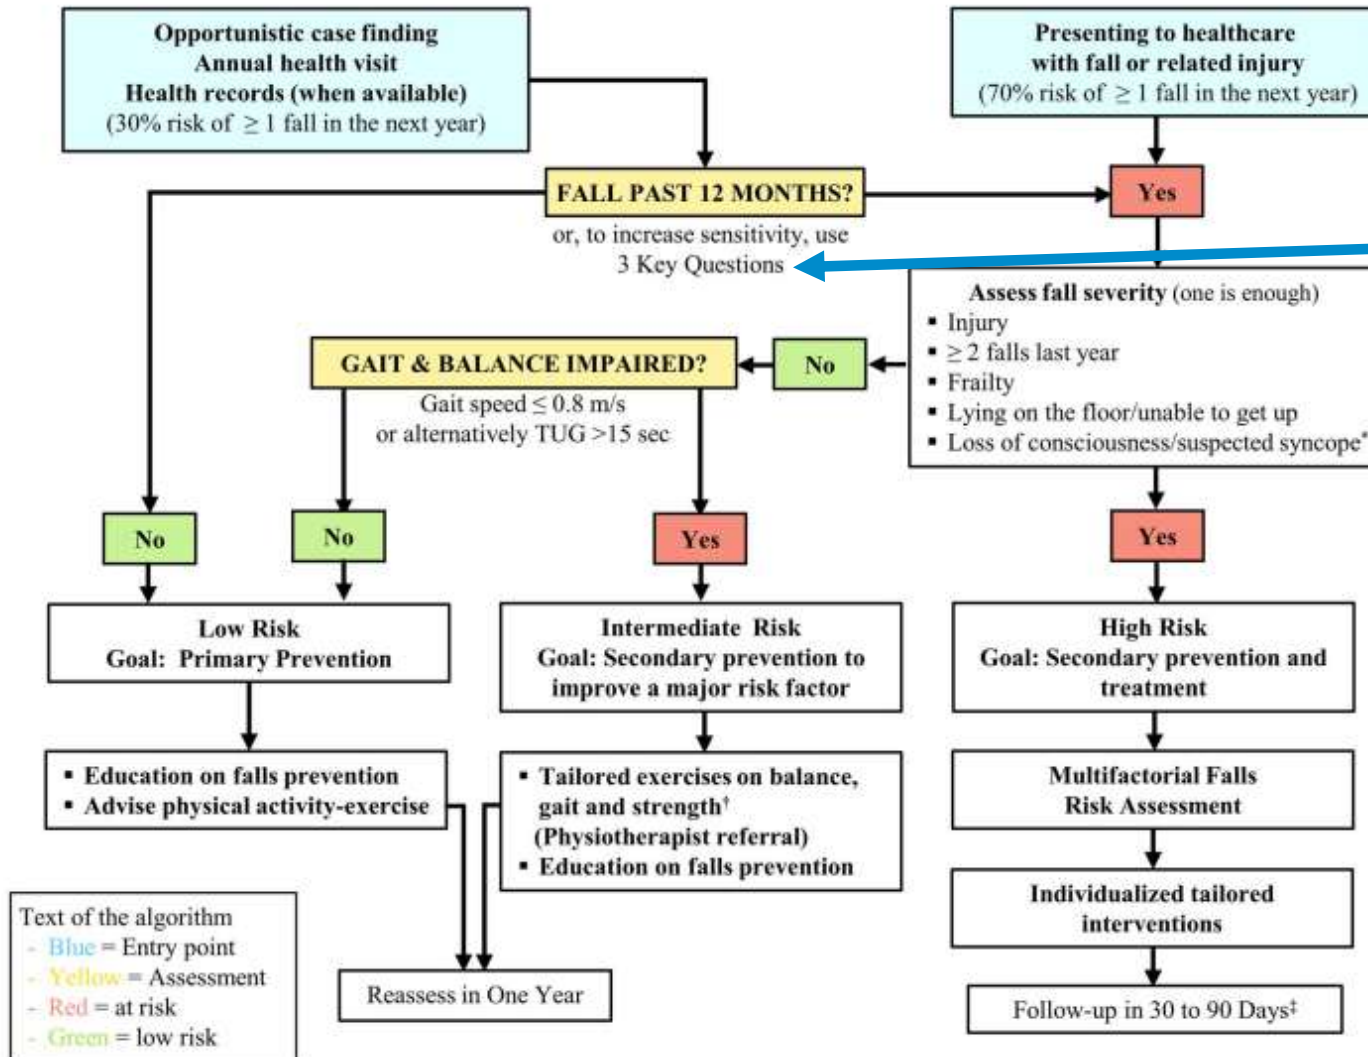 Opportunistic case finding
Annual health visit
Health records (when available)
(30% risk of ≥ 1 fall in the next year)
Presenting to healthcare
with fall or related injury
(70% risk of ≥ 1 fall in the next year)
FALL PAST 12 MONTHS?
Yes
or, to increase sensitivity, use
3 Key Questions
Assess fall severity (one is enough)
▪ Injury
▪ ≥ 2 falls last year
▪ Frailty
▪ Lying on the floor/unable to get up
▪ Loss of consciousness/suspected syncope*
No
GAIT & BALANCE IMPAIRED?
Gait speed ≤ 0.8 m/s
or alternatively TUG >15 sec
No
No
Yes
Yes
Low Risk
Goal: Primary Prevention
Intermediate Risk
Goal: Secondary prevention to
improve a major risk factor
High Risk
Goal: Secondary prevention and
treatment
▪ Education on falls prevention
▪ Advise physical activity-exercise
▪ Tailored exercises on balance,
gait and strength†
(Physiotherapist referral)
▪ Education on falls prevention
Multifactorial Falls
Risk Assessment
Individualized tailored
interventions
Text of the algorithm
- Blue = Entry point
- Yellow = Assessment
- Red = at risk
- Green = low risk
Reassess in One Year
Follow-up in 30 to 90 Days‡